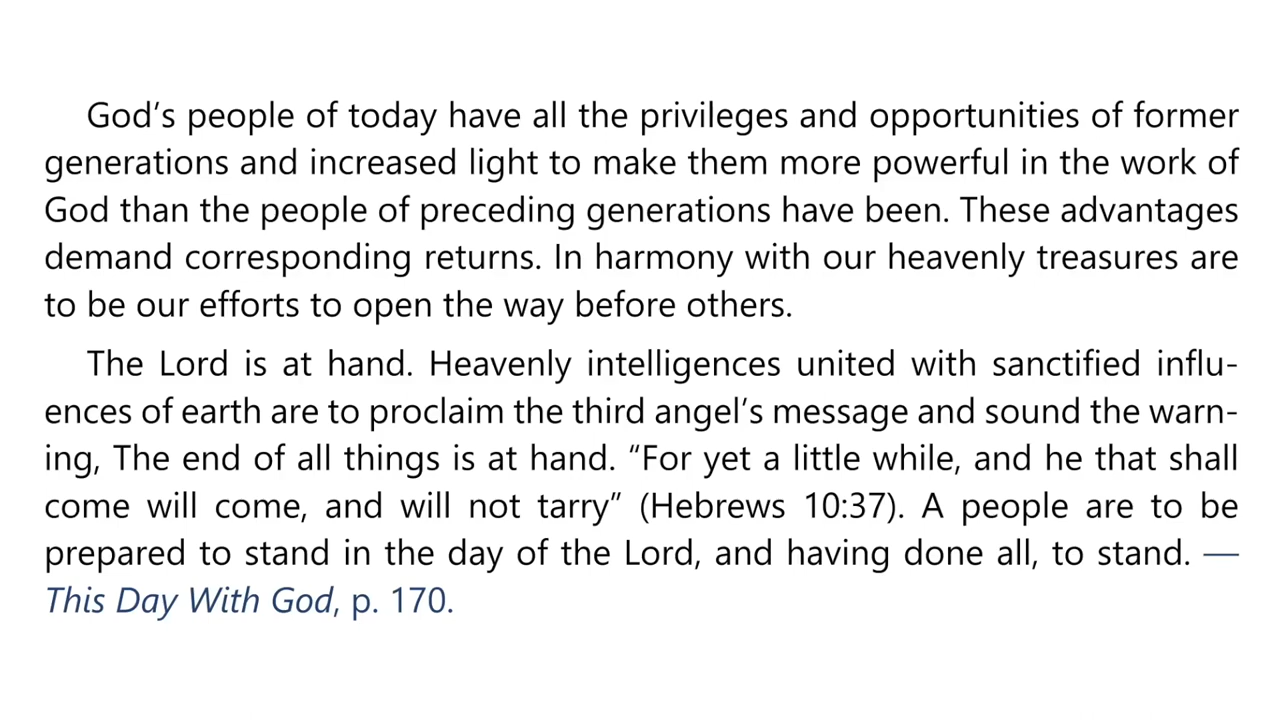 God’s people of today have all the privileges and opportunities of former
generations and increased light to make them more powerful in the work of
God than the people of preceding generations have been. These advantages
demand corresponding returns. In harmony with our heavenly treasures are
to be our efforts to open the way before others.
The Lord is at hand. Heavenly intelligences united with sanctified influ-
ences of earth are to proclaim the third angel’s message and sound the warn-
ing, The end of all things is at hand. “For yet a little while, and he that shall
come will come, and will not tarry” (Hebrews 10:37). A people are to be
prepared to stand in the day of the Lord, and having done all, to stand. —
This Day With God, p. 170.